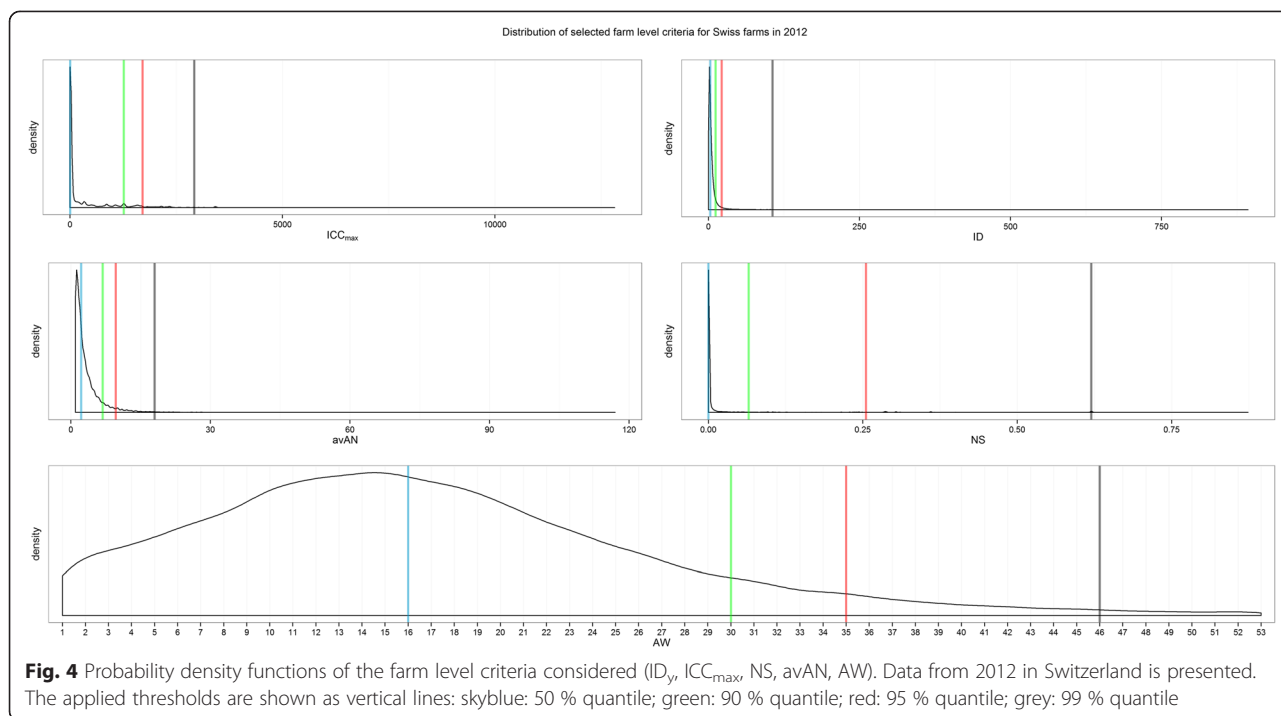 Distribution of selected farm level criteria for Swiss farms in 2012
density
0 5000 10000
ICCmax
density
0 250 500 750
ID
density
0 30 60 90 120
avAN
density
0.00 0.25 0.50 0.75
NS
density
1 2 3 4 5 6 7 8 9 10 11 12 13 14 15 16 17 18 19 20 21 22 23 24 25 26 27 28 29 30 31 32 33 34 35 36 37 38 39 40 41 42 43 44 45 46 47 48 49 50 51 52 53
AW
Fig. 4 Probability density functions of the farm level criteria considered (IDy, ICCmax, NS, avAN, AW). Data from 2012 in Switzerland is presented.
The applied thresholds are shown as vertical lines: skyblue: 50 % quantile; green: 90 % quantile; red: 95 % quantile; grey: 99 % quantile